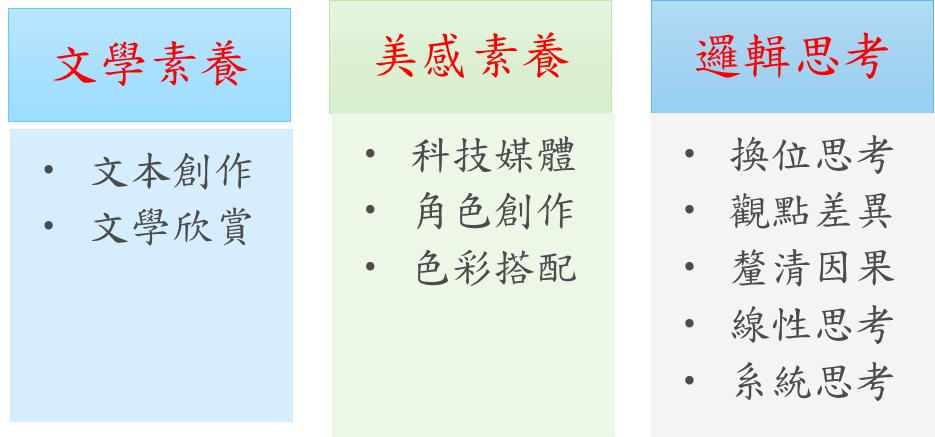 文學素養
• 文本創作
• 文學欣賞
美感素養
• 科技媒體
• 角色創作
• 色彩搭配
邏輯思考
• 換位思考
• 觀點差異
• 釐清因果
• 線性思考
• 系統思考